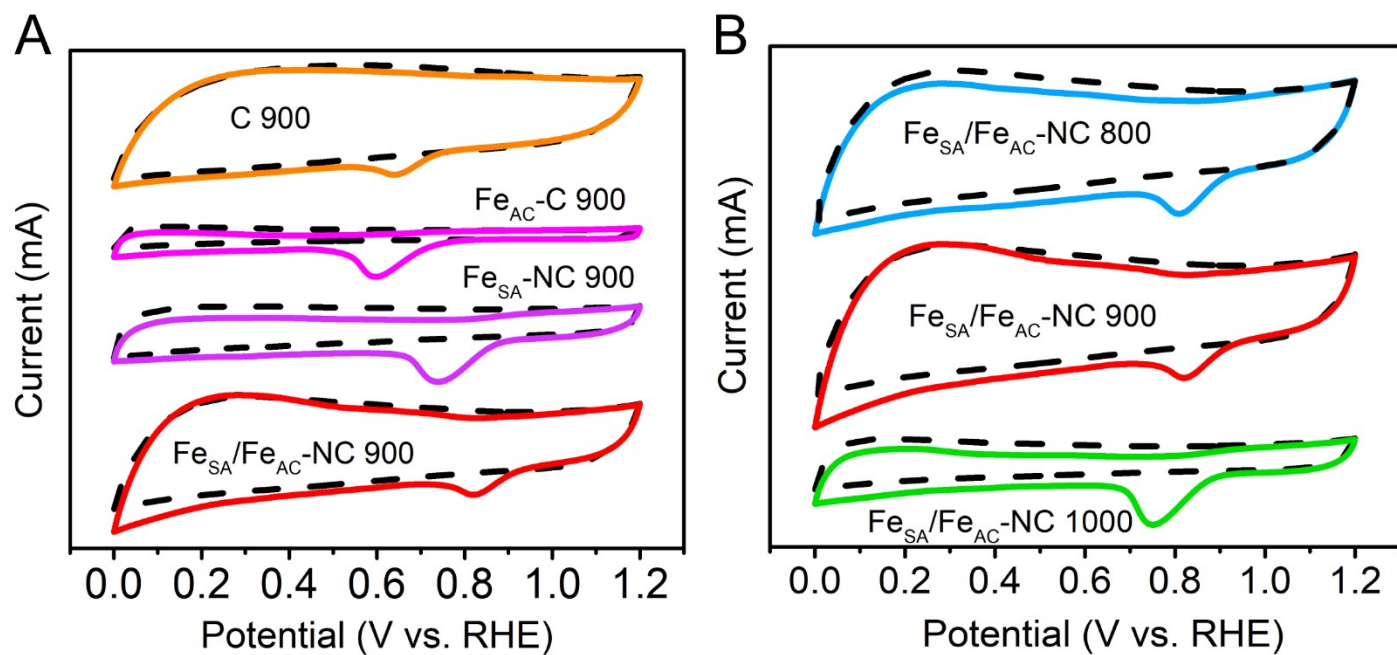 A
C 900
Fe_AC-C 900
Fe_SA-NC 900
Fe_SA/Fe_AC-NC 900
Current (mA)
0.0 0.2 0.4 0.6 0.8 1.0 1.2
Potential (V vs. RHE)
B
Fe_SA/Fe_AC-NC 800
Fe_SA/Fe_AC-NC 900
Fe_SA/Fe_AC-NC 1000
Current (mA)
0.0 0.2 0.4 0.6 0.8 1.0 1.2
Potential (V vs. RHE)